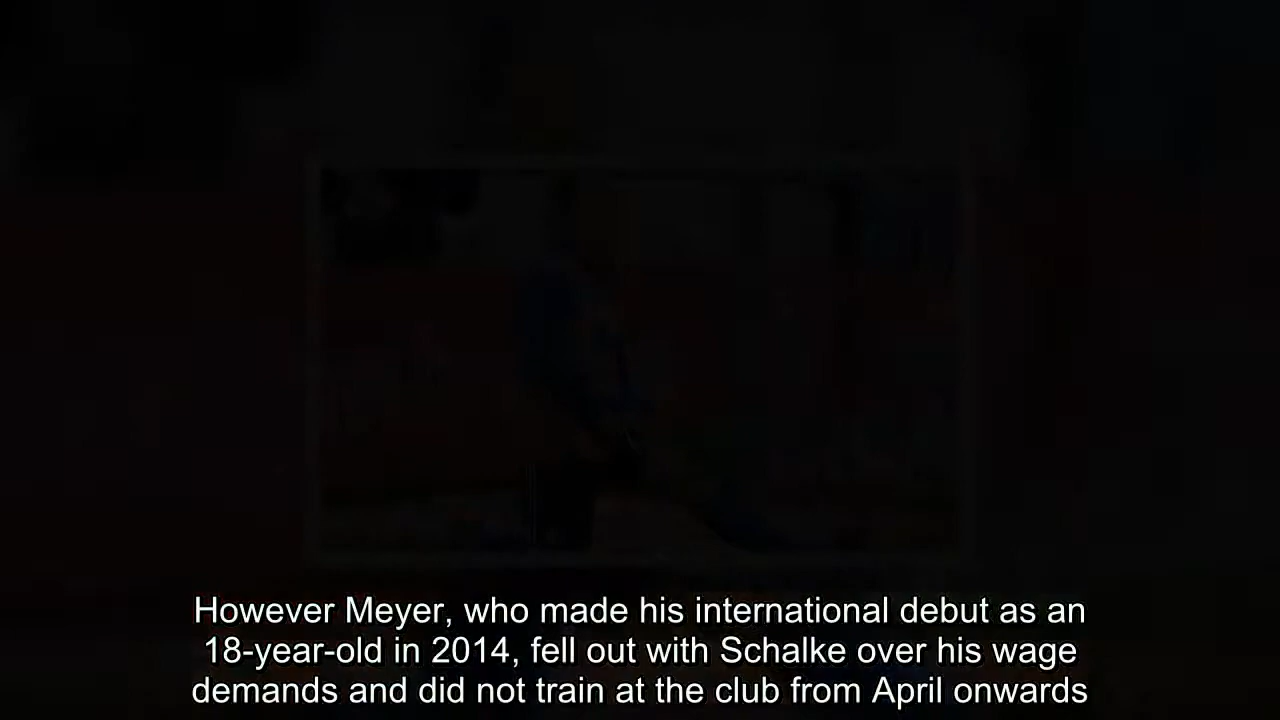 However Meyer, who made his international debut as an
18-year-old in 2014, fell out with Schalke over his wage
demands and did not train at the club from April onwards